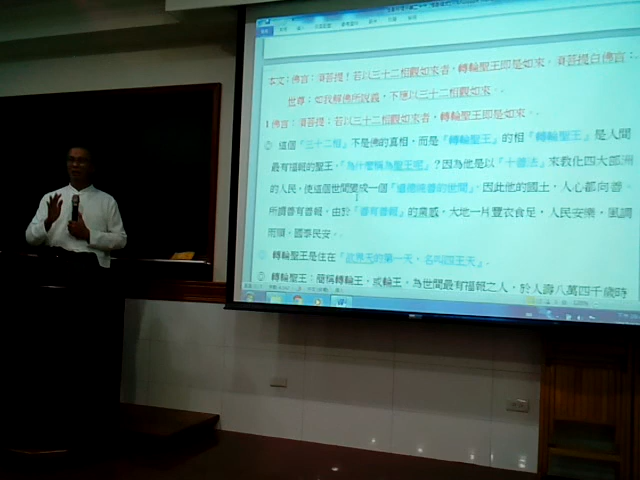 本文：佛言：須菩提！若以三十二相觀如來者，轉輪聖王即是如來。須菩提白佛言：
世尊：如我解佛所說義，不應以三十二相觀如來。
1 佛言：須菩提：若以三十二相觀如來者，轉輪聖王即是如來。
這個『三十二相』不是佛的真相，而是『轉輪聖王』的相『轉輪聖王』是人間
最有福報的聖王，『為什麼稱為聖王呢』？因為他是以『十善法』來教化四大部洲
的人民，使這個世間變成一個『道德純善的世間』，因此他的國土，人心都向善。
所謂善有善報，由於『善有善報』的業感，大地一片豐衣食足，人民安樂，風調
雨順，國泰民安。
轉輪聖王是住在『欲界天的第一天，名叫四王天』。
轉輪聖王：簡稱轉輪王，或輪王，為世間最有福報之人，於人壽八萬四千歲時